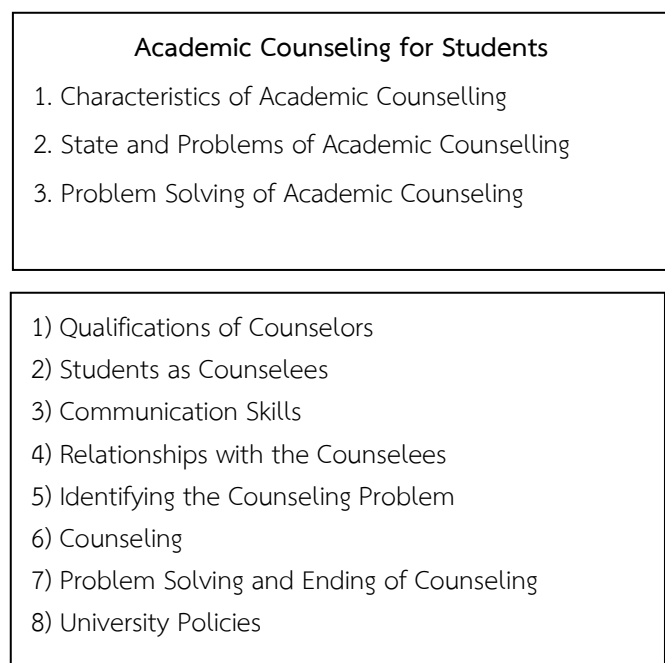 Academic Counseling for Students
1. Characteristics of Academic Counselling
2. State and Problems of Academic Counselling
3. Problem Solving of Academic Counseling
1) Qualifications of Counselors
2) Students as Counselees
3) Communication Skills
4) Relationships with the Counselees
5) Identifying the Counseling Problem
6) Counseling
7) Problem Solving and Ending of Counseling
8) University Policies